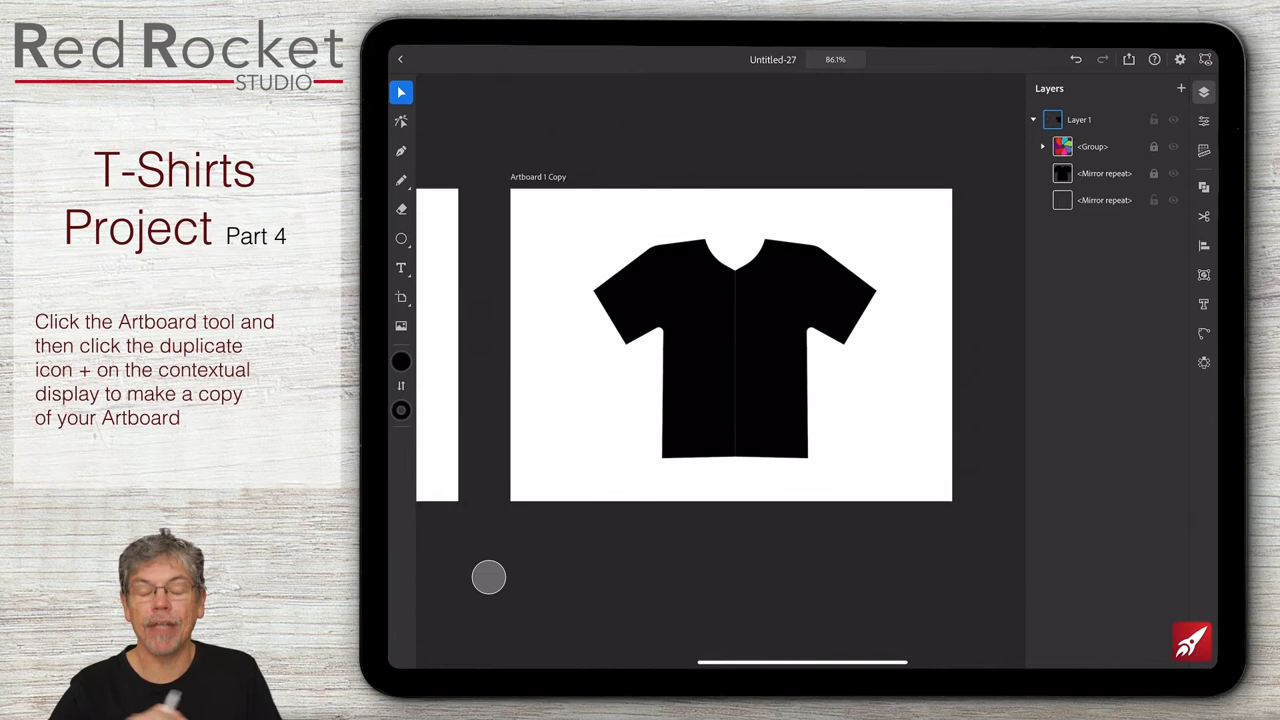 Red Rocket
STUDIO
T-Shirts
Project Part 4
Click the Artboard tool and
then click the duplicate
icon + on the contextual
display to make a copy
of your Artboard
Untitled-27
86.1%
Artboard 1 Copy
T
Layers
Layer 1
<Group>
<Mirror repeat>
<Mirror repeat>